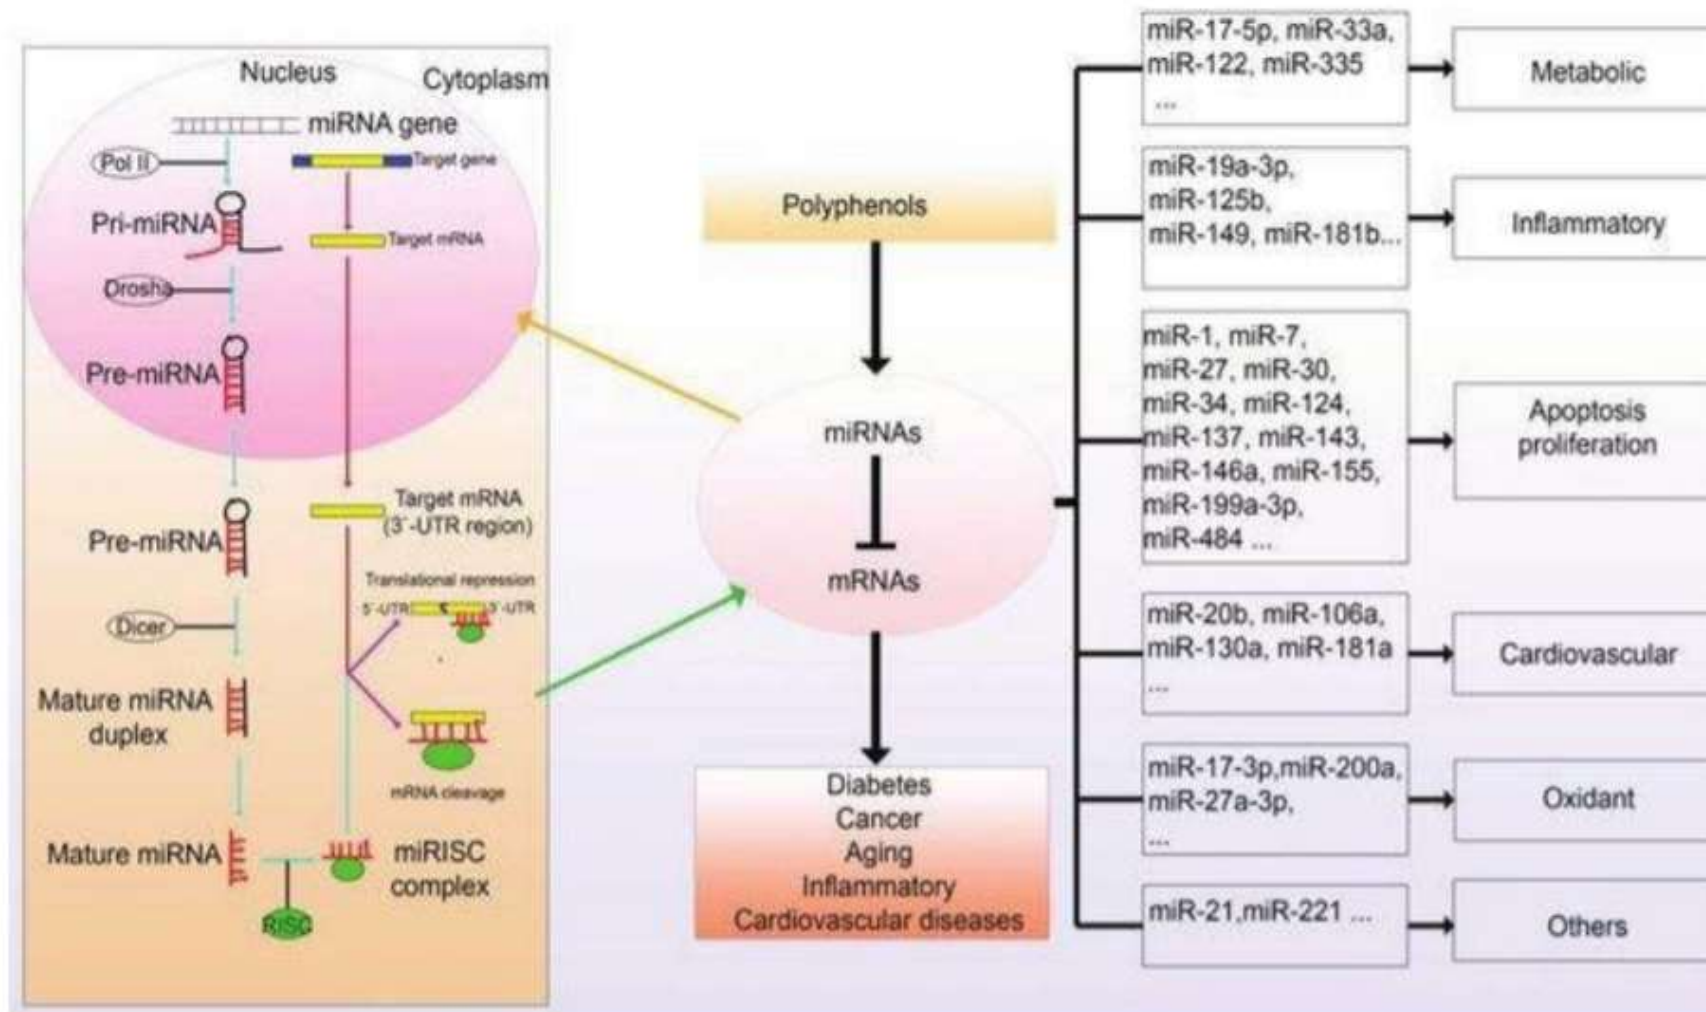 Nucleus
Cytoplasm
miRNA gene
Pol II
Target gene
Pri-miRNA
Target mRNA
Drosha
Pre-miRNA
Pre-miRNA
Target mRNA
(3´-UTR region)
Translational repression
5´-UTR
3´-UTR
Dicer
Mature miRNA
duplex
mRNA cleavage
Mature miRNA
miRISC
complex
RISC
Polyphenols
miRNAs
mRNAs
Diabetes
Cancer
Aging
Inflammatory
Cardiovascular diseases
miR-17-5p, miR-33a,
miR-122, miR-335
...
Metabolic
miR-19a-3p,
miR-125b,
miR-149, miR-181b...
Inflammatory
miR-1, miR-7,
miR-27, miR-30,
miR-34, miR-124,
miR-137, miR-143,
miR-146a, miR-155,
miR-199a-3p,
miR-484 ...
Apoptosis
proliferation
miR-20b, miR-106a,
miR-130a, miR-181a
...
Cardiovascular
miR-17-3p,miR-200a,
miR-27a-3p,
...
Oxidant
miR-21,miR-221 ...
Others